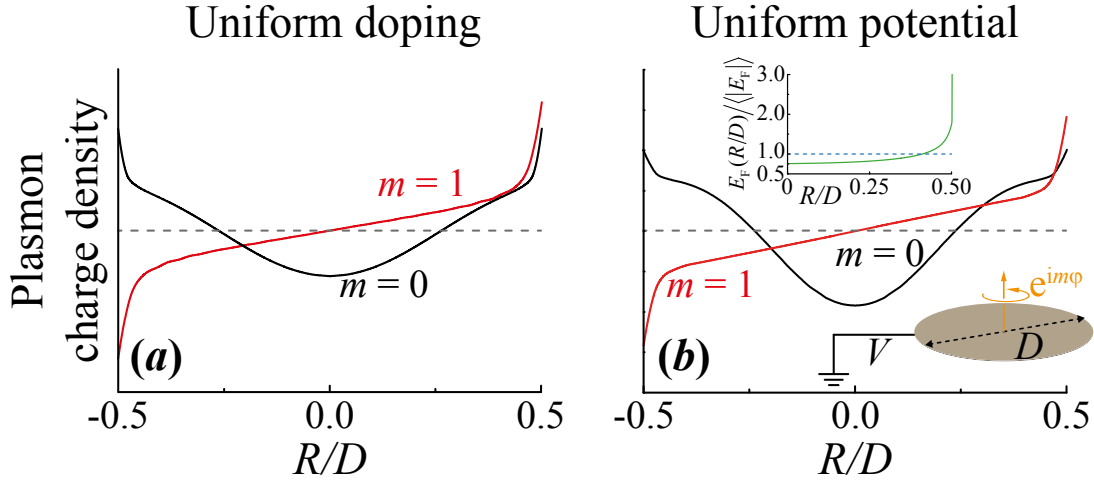 Uniform doping
Uniform potential
Plasmon
charge density
m = 1
m = 0
(a)
-0.5
0.0
0.5
R/D
E_F(R/D)/⟨|E_F|⟩
3.0
2.0
1.0
0.5
0
0.25
0.50
R/D
m = 0
m = 1
e^{imφ}
D
V
(b)
-0.5
0.0
0.5
R/D